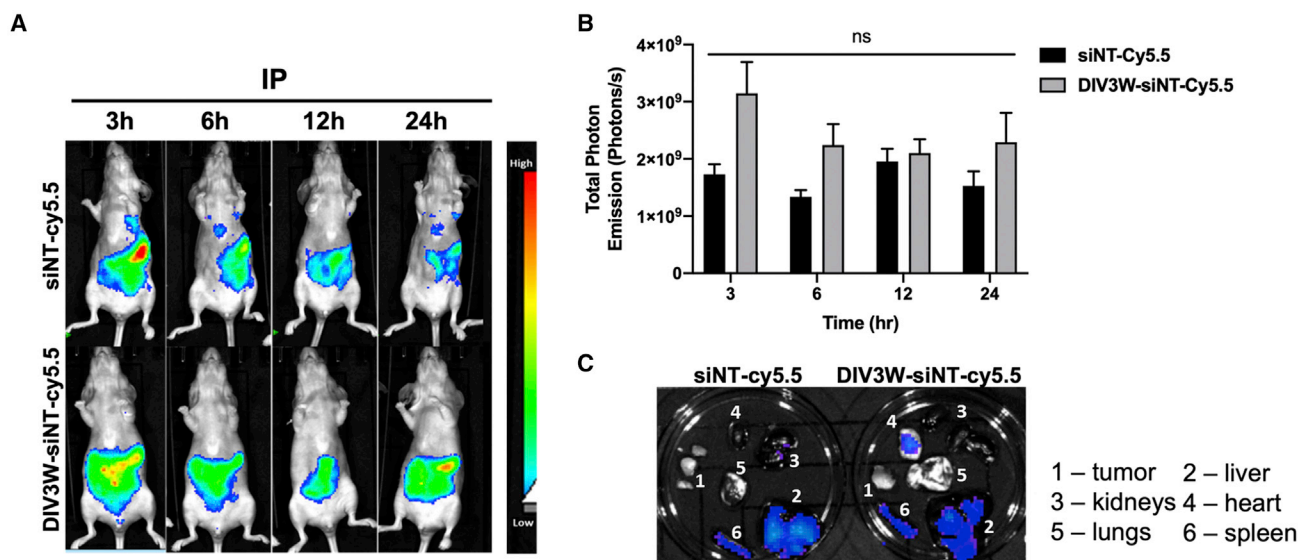 A
IP
3h 6h 12h 24h
siNT-cy5.5
DIV3W-siNT-cy5.5
High
Low
B
ns
4×10⁹
3×10⁹
2×10⁹
1×10⁹
0
Total Photon
Emission (Photons/s)
3 6 12 24
Time (hr)
siNT-Cy5.5
DIV3W-siNT-Cy5.5
C
siNT-cy5.5 DIV3W-siNT-cy5.5
4 3
4
3
1 5 1 5
2
6 6 2
1 – tumor 2 – liver
3 – kidneys 4 – heart
5 – lungs 6 – spleen